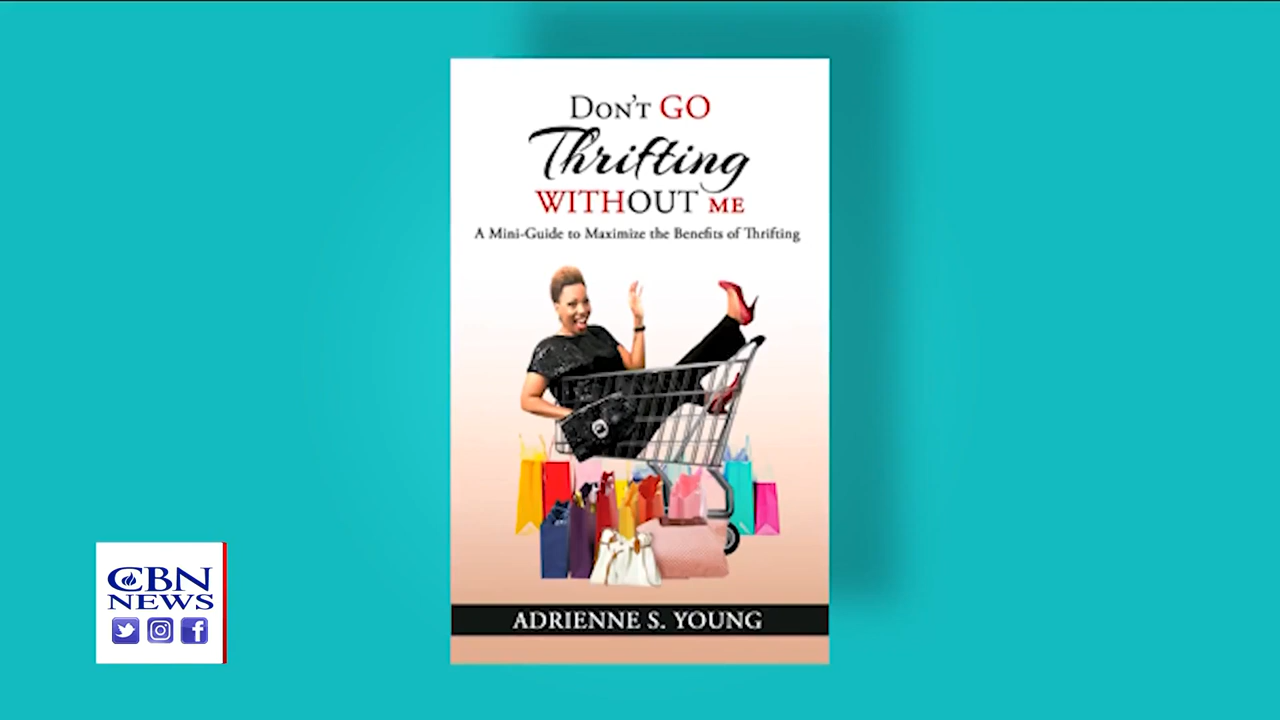 DON'T GO
Thrifting
WITHOUT ME
A Mini-Guide to Maximize the Benefits of Thrifting
ADRIENNE S. YOUNG
CBN
NEWS